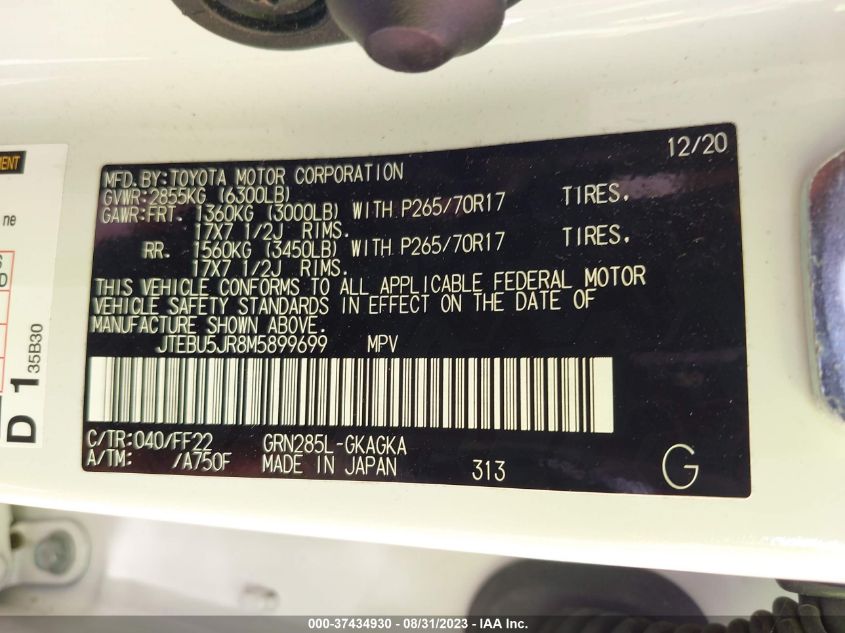 12/20
MFD.BY:TOYOTA MOTOR CORPORATION
GVWR:2855KG (6300LB)
GAWR:FRT. 1360KG (3000LB) WITH P265/70R17 TIRES,
17X7 1/2J RIMS.
RR. 1560KG (3450LB) WITH P265/70R17 TIRES,
17X7 1/2J RIMS.
THIS VEHICLE CONFORMS TO ALL APPLICABLE FEDERAL MOTOR
VEHICLE SAFETY STANDARDS IN EFFECT ON THE DATE OF
MANUFACTURE SHOWN ABOVE.
JTEBU5JR8M5899699 MPV
C/TR:040/FF22 GRN285L-GKAGKA
A/TM: /A750F MADE IN JAPAN 313 G
ne
D 1 35B30
000-37434930 - 08/31/2023 - Copyright © IAA Inc.